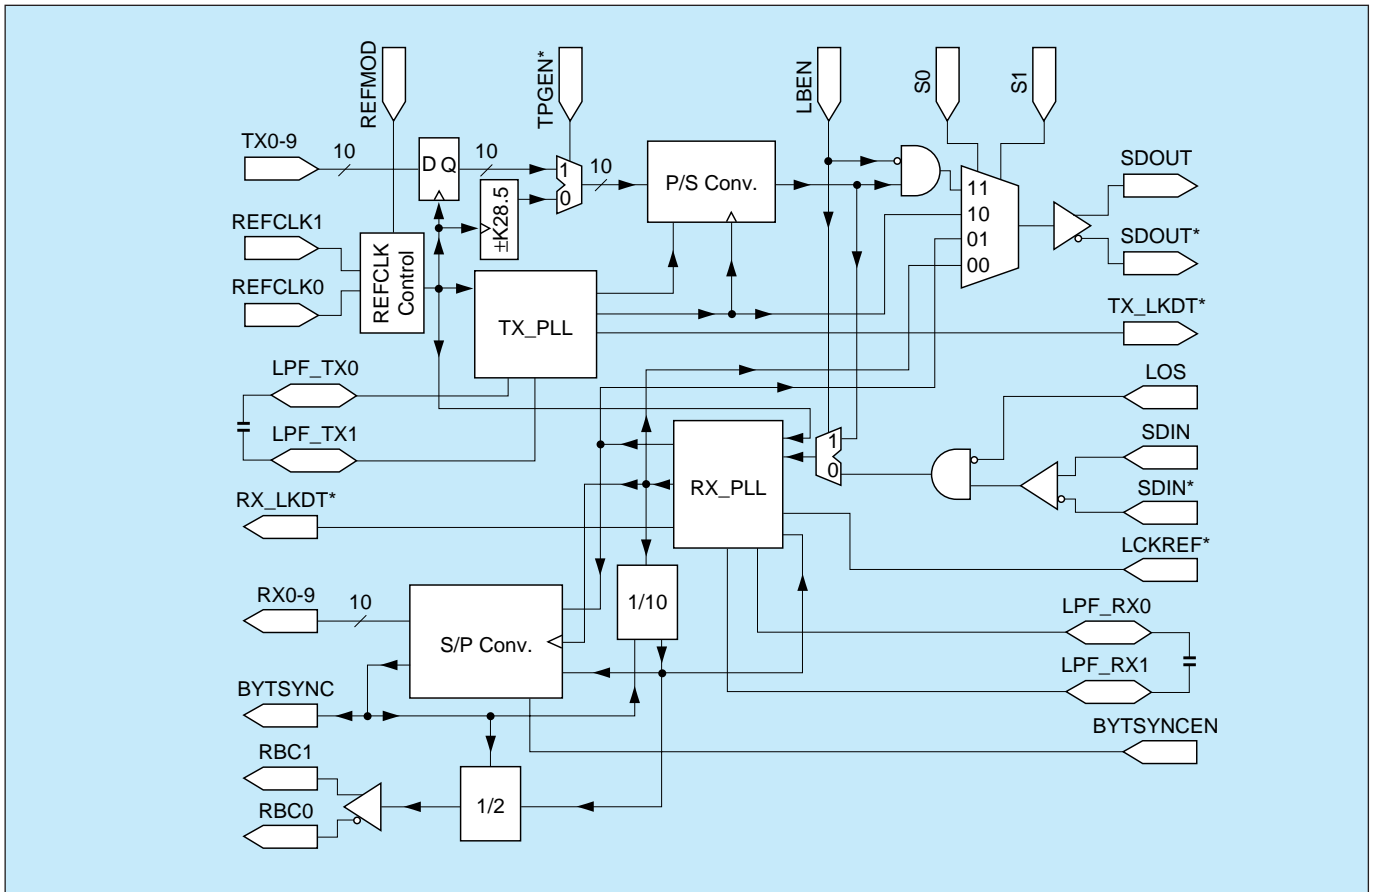 REFMOD
TPGEN*
LBEN
S0
S1
TX0-9
10
D Q
10
1
0
10
P/S Conv.
11
10
01
00
SDOUT
SDOUT*
±K28.5
REFCLK1
REFCLK0
REFCLK
Control
TX_PLL
TX_LKDT*
LPF_TX0
LPF_TX1
LOS
SDIN
SDIN*
1
0
RX_PLL
RX_LKDT*
LCKREF*
RX0-9
10
S/P Conv.
1/10
LPF_RX0
LPF_RX1
BYTSYNC
BYTSYNCEN
RBC1
RBC0
1/2